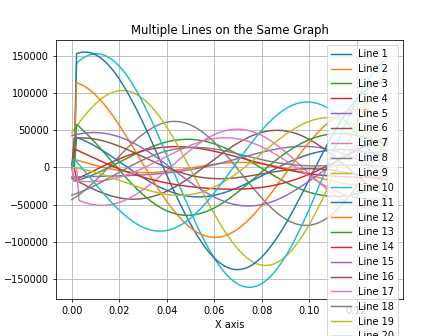 Multiple Lines on the Same Graph
150000
100000
50000
0
−50000
−100000
−150000
0.00
0.02
0.04
0.06
0.08
0.10
X axis
Line 1
Line 2
Line 3
Line 4
Line 5
Line 6
Line 7
Line 8
Line 9
Line 10
Line 11
Line 12
Line 13
Line 14
Line 15
Line 16
Line 17
Line 18
Line 19
Line 20